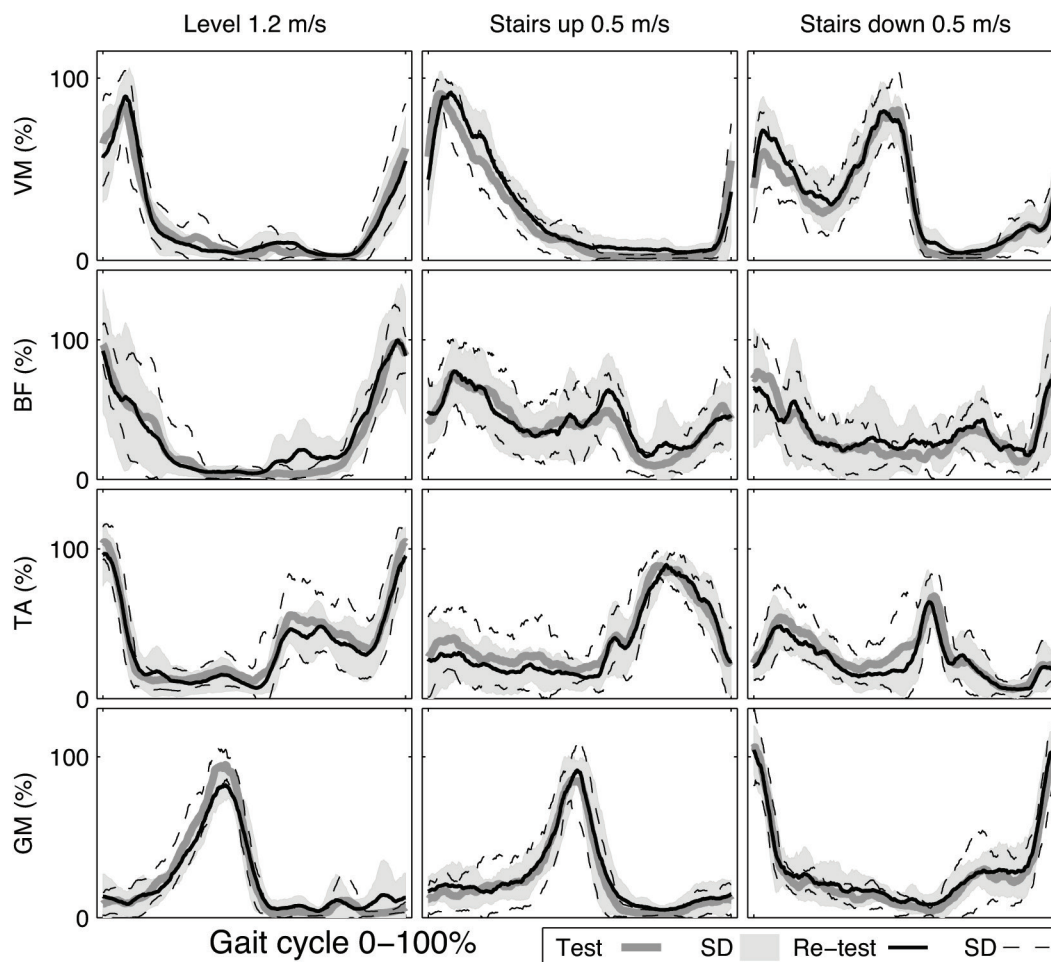 Level 1.2 m/s
Stairs up 0.5 m/s
Stairs down 0.5 m/s
VM (%)
100
0
BF (%)
100
0
TA (%)
100
0
GM (%)
100
0
Gait cycle 0–100%
Test SD Re−test SD